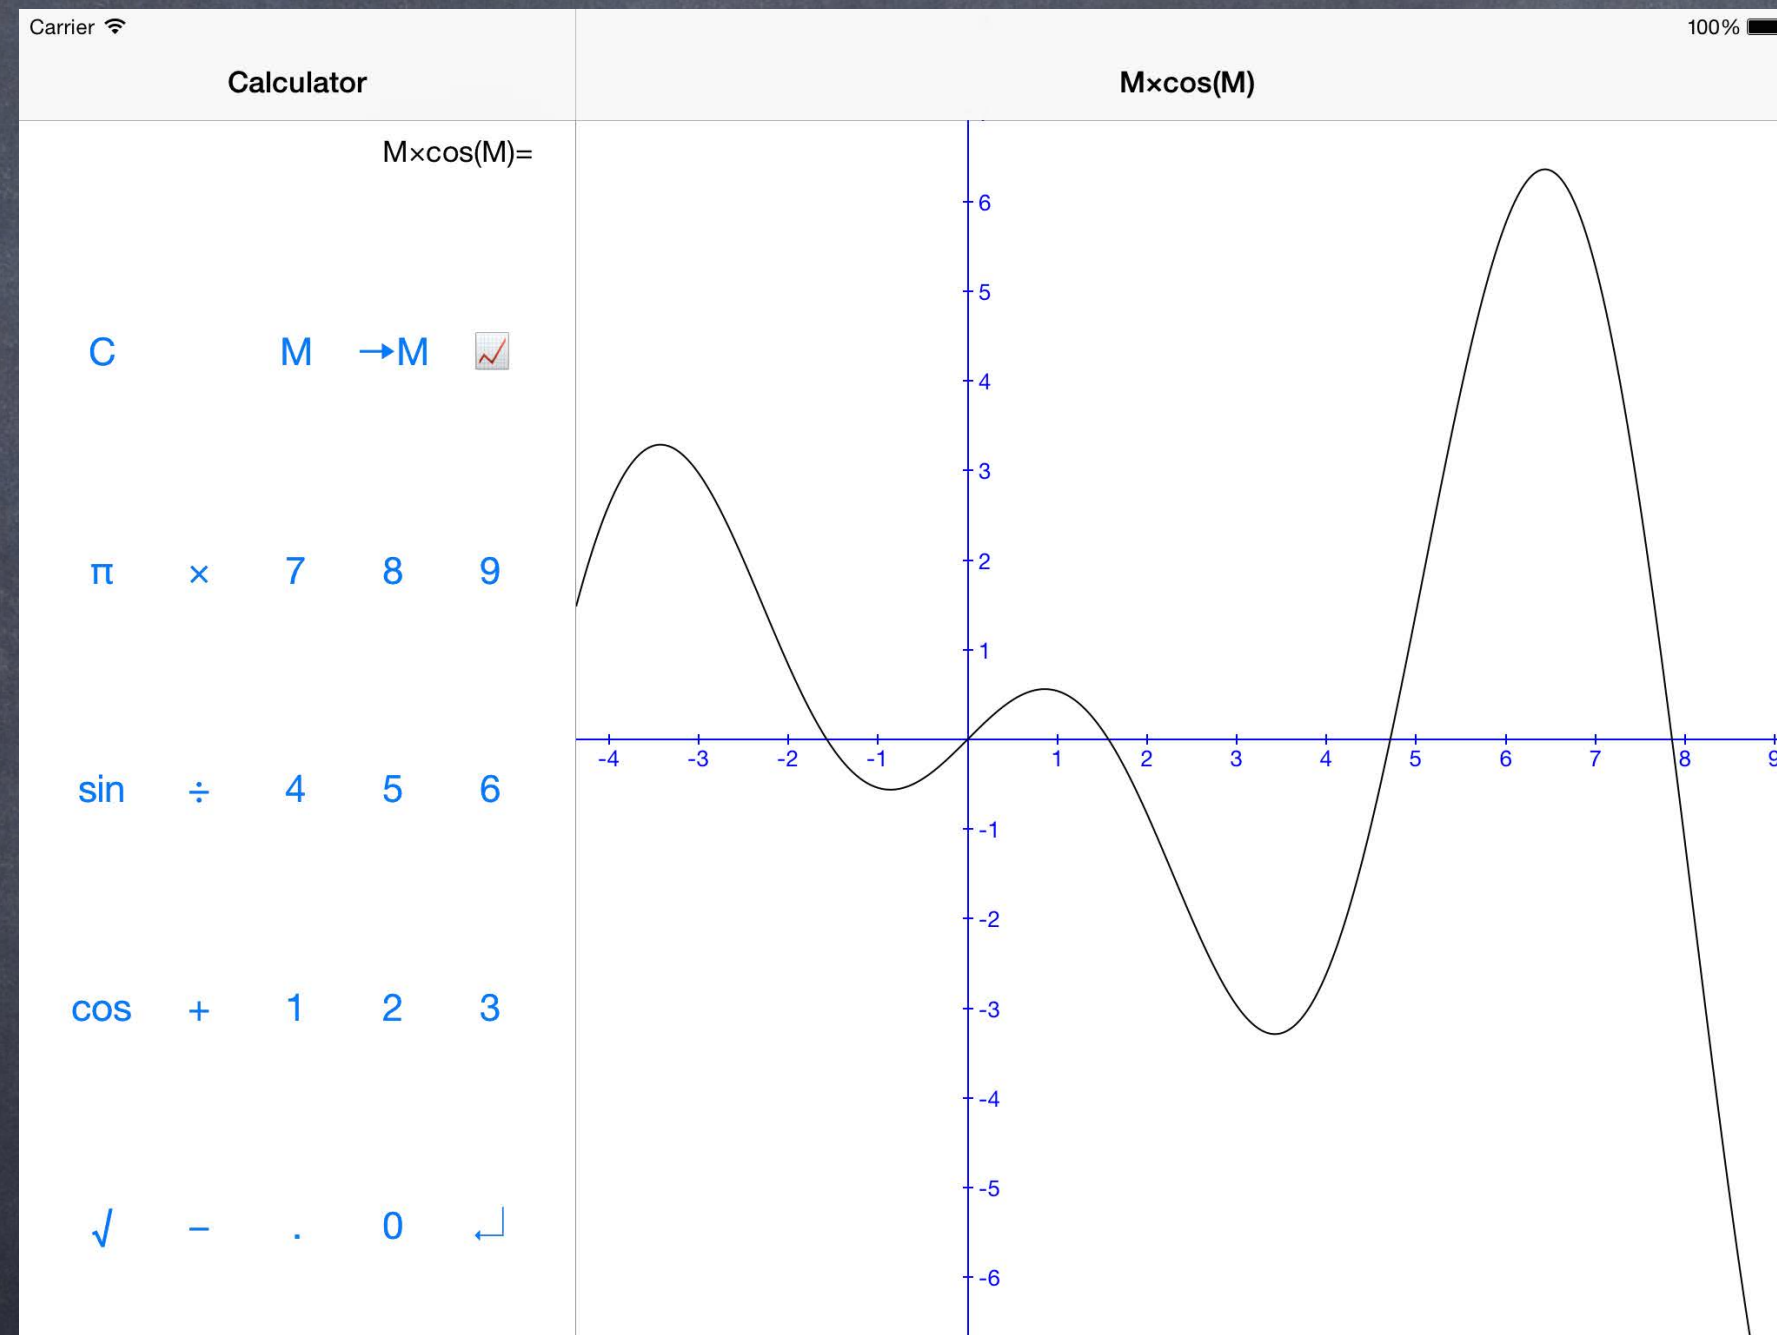 Carrier
100%
Calculator
M×cos(M)
M×cos(M)=
C M →M
π × 7 8 9
sin ÷ 4 5 6
cos + 1 2 3
√ − . 0 ↵
6
5
4
3
2
1
-4 -3 -2 -1 1 2 3 4 5 6 7 8 9
-1
-2
-3
-4
-5
-6